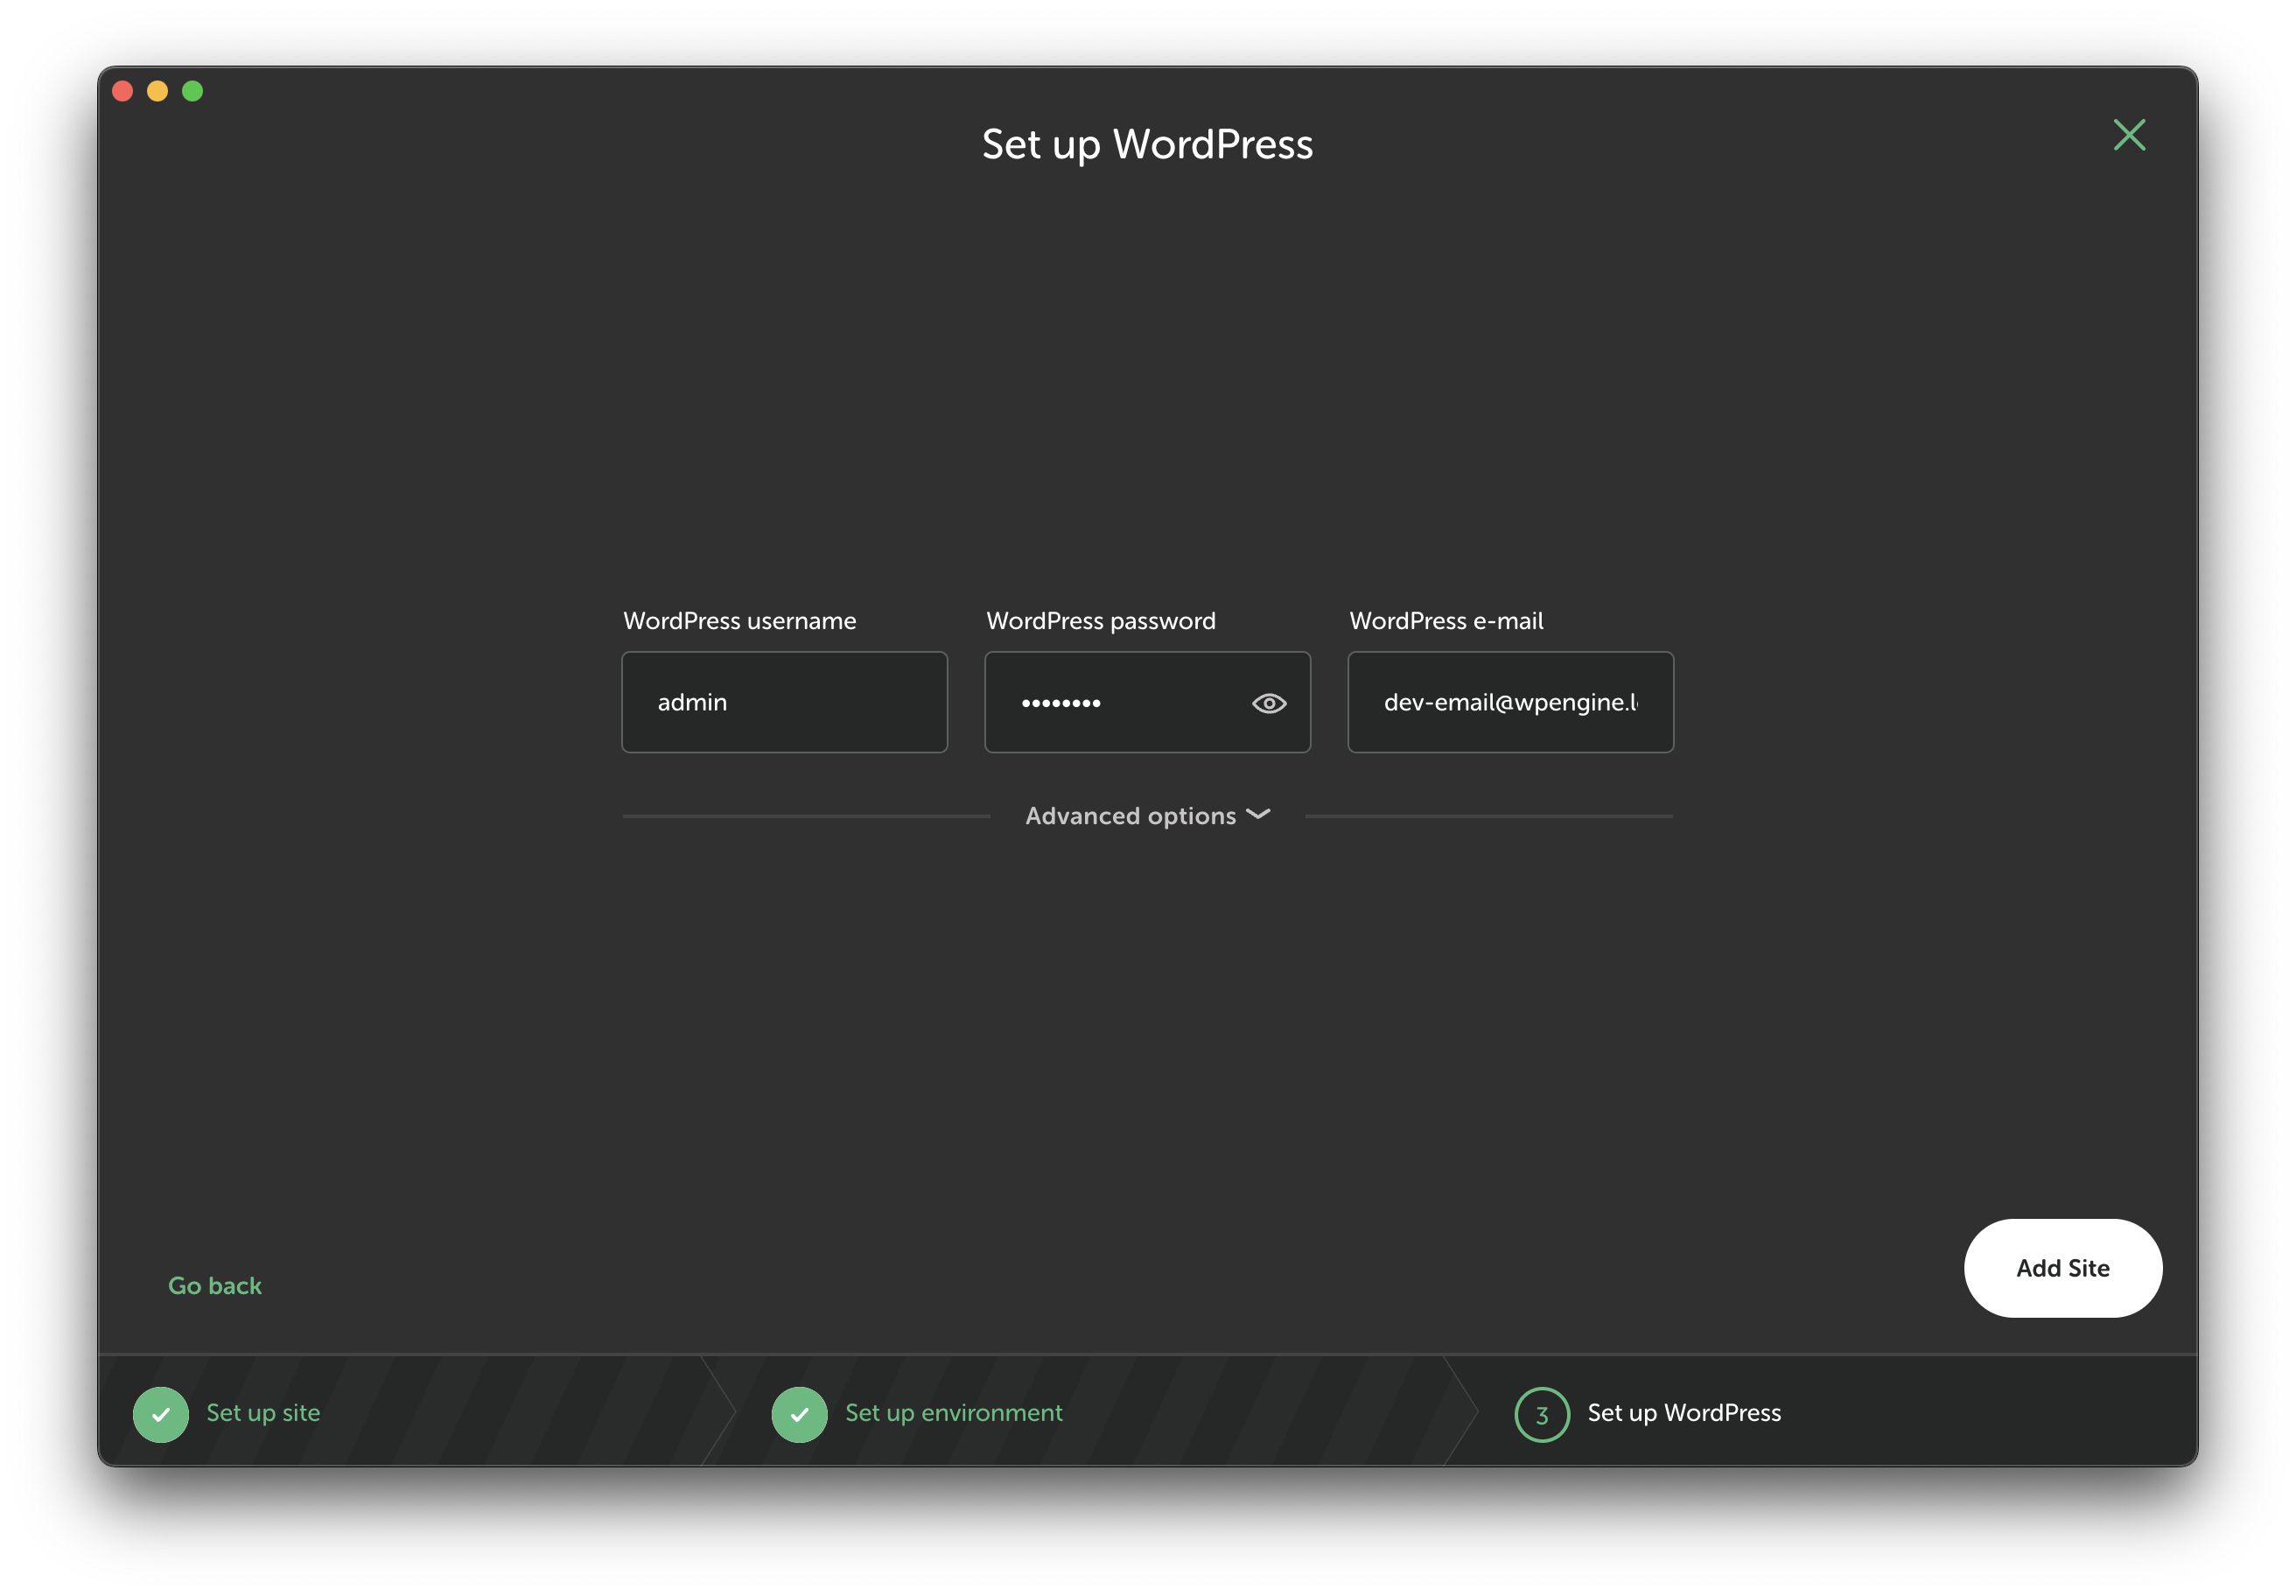 Set up WordPress
WordPress username
WordPress password
WordPress e-mail
admin
••••••••
dev-email@wpengine.l
Advanced options
Go back
Add Site
Set up site
Set up environment
3
Set up WordPress